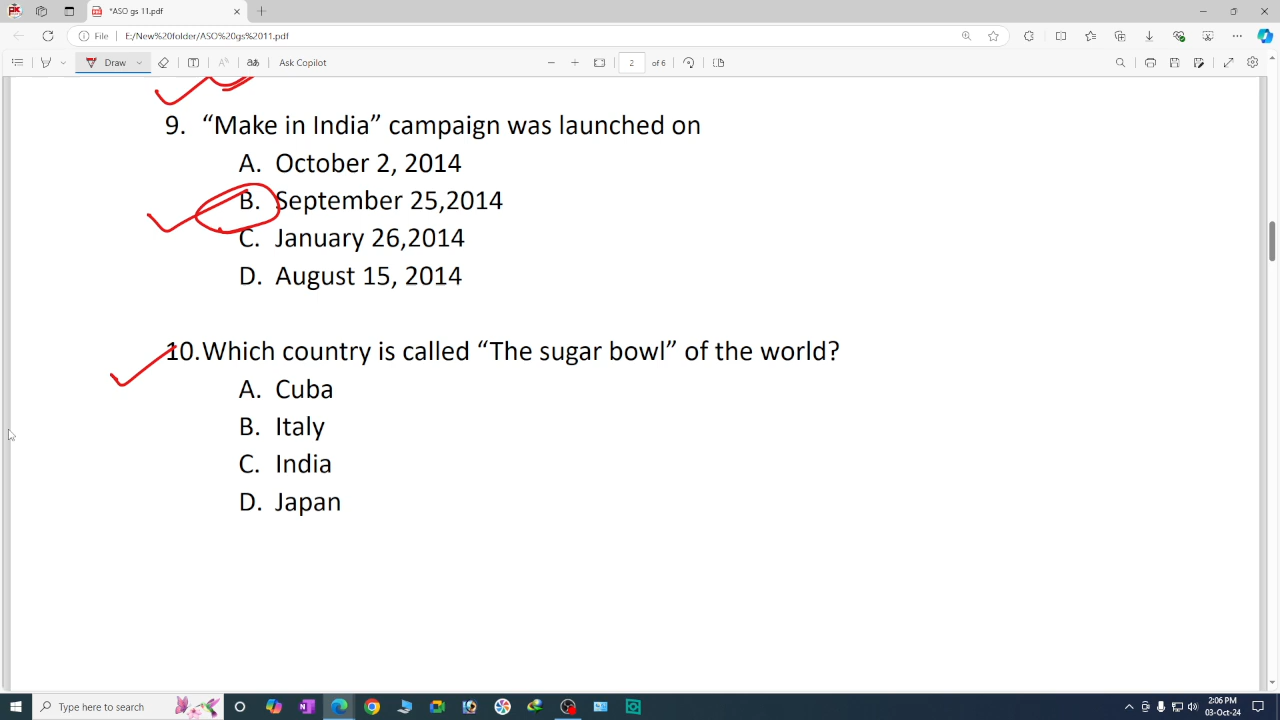 *ASO gs 11.pdf
File E:/New%20folder/ASO%20gs%2011.pdf
Draw Ask Copilot 2 of 6
9. “Make in India” campaign was launched on
A. October 2, 2014
B. September 25,2014
C. January 26,2014
D. August 15, 2014
10.Which country is called “The sugar bowl” of the world?
A. Cuba
B. Italy
C. India
D. Japan
Type here to search
2:06 PM
03-Oct-24